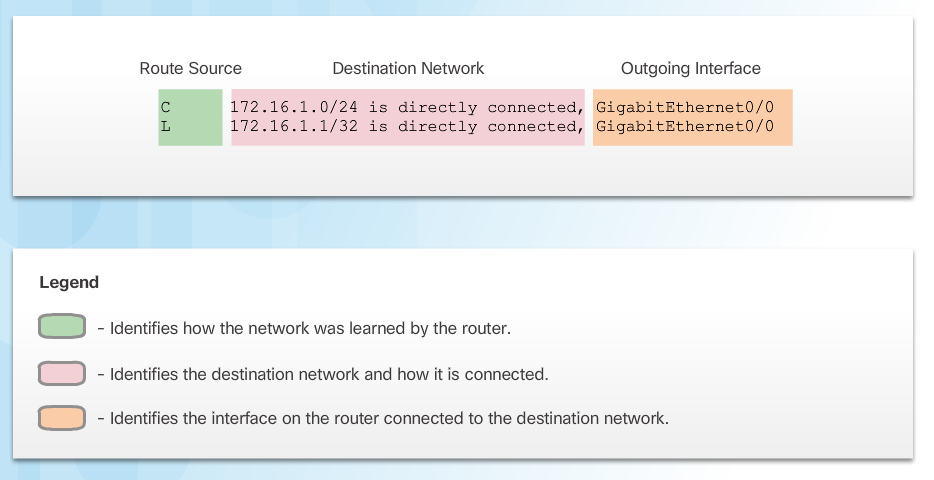 Route Source Destination Network Outgoing Interface
C 172.16.1.0/24 is directly connected, GigabitEthernet0/0
L 172.16.1.1/32 is directly connected, GigabitEthernet0/0
Legend
- Identifies how the network was learned by the router.
- Identifies the destination network and how it is connected.
- Identifies the interface on the router connected to the destination network.